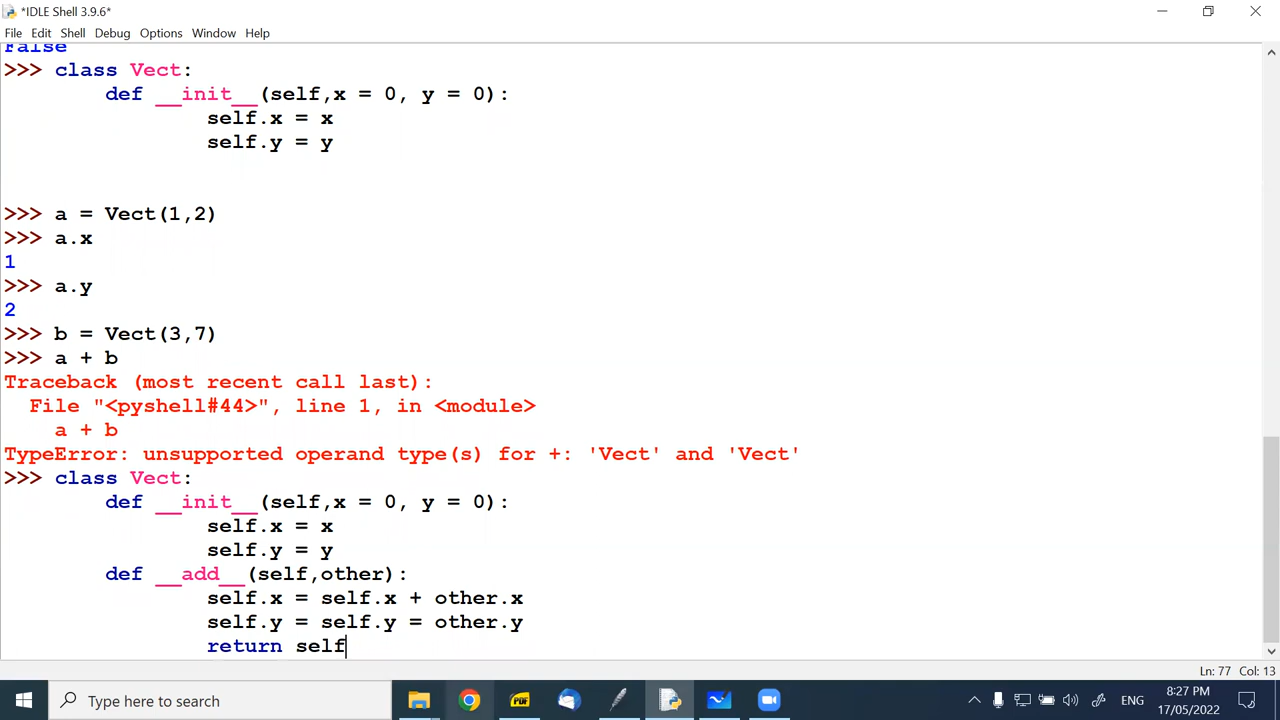 *IDLE Shell 3.9.6*
File Edit Shell Debug Options Window Help
False
>>> class Vect:
        def __init__(self,x = 0, y = 0):
                self.x = x
                self.y = y
>>> a = Vect(1,2)
>>> a.x
1
>>> a.y
2
>>> b = Vect(3,7)
>>> a + b
Traceback (most recent call last):
  File "<pyshell#44>", line 1, in <module>
    a + b
TypeError: unsupported operand type(s) for +: 'Vect' and 'Vect'
>>> class Vect:
        def __init__(self,x = 0, y = 0):
                self.x = x
                self.y = y
        def __add__(self,other):
                self.x = self.x + other.x
                self.y = self.y = other.y
                return self
Ln: 77 Col: 13
Type here to search
PDF
ENG
8:27 PM
17/05/2022